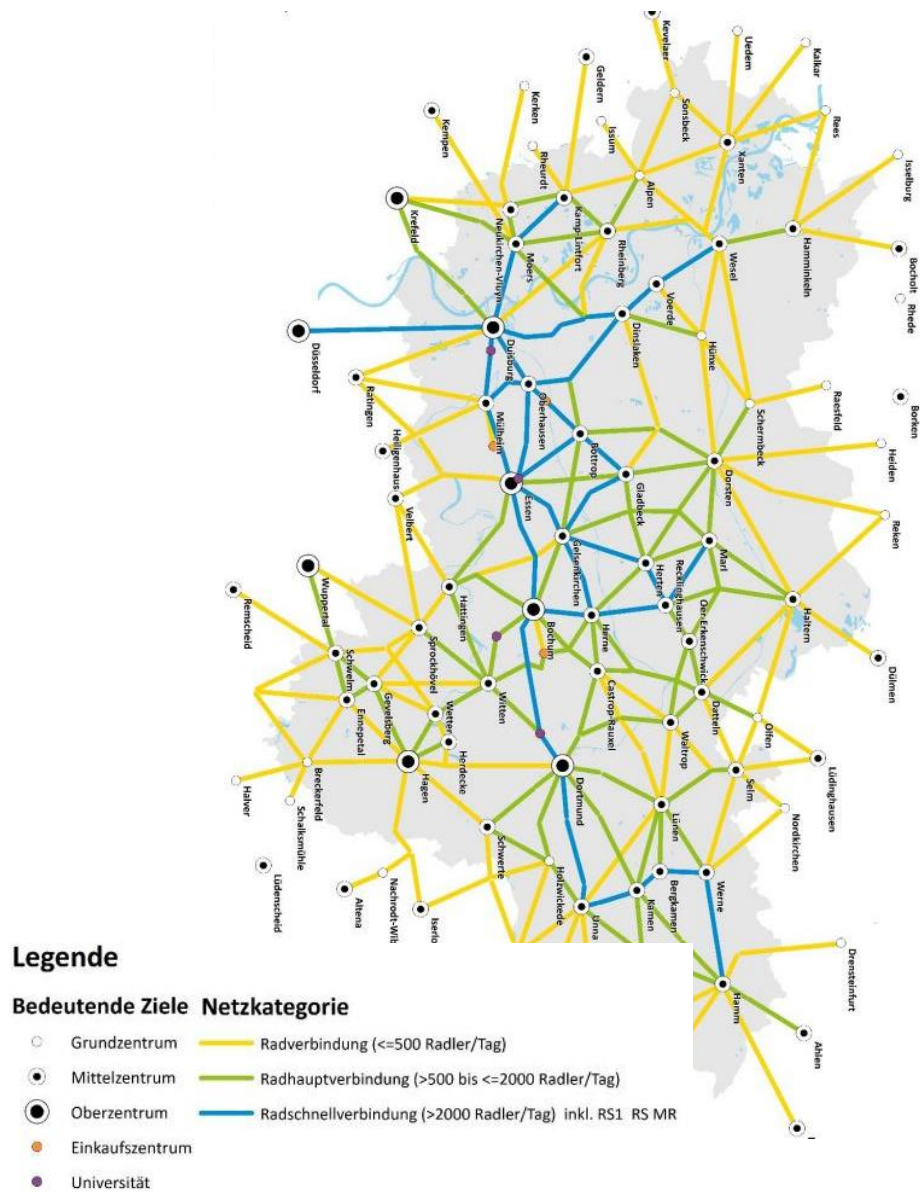 Kevelaer
Uedem
Kalkar
Geldern
Kerken
Sonsbeck
Issum
Rees
Kempen
Rheurdt
Xanten
Isselburg
Alpen
Krefeld
Kamp-Lintfort
Neukirchen-Vluyn
Moers
Rheinberg
Hamminkeln
Wesel
Bocholt
Rhede
Voerde
Düsseldorf
Duisburg
Dinslaken
Hünxe
Ratingen
Oberhausen
Mülheim
Raesfeld
Borken
Schermbeck
Heiligenhaus
Bottrop
Heiden
Velbert
Essen
Gladbeck
Dorsten
Reken
Gelsenkirchen
Marl
Wuppertal
Herten
Recklinghausen
Remscheid
Hattingen
Bochum
Herne
Oer-Erkenschwick
Haltern
Sprockhövel
Dülmen
Schwelm
Castrop-Rauxel
Gevelsberg
Witten
Datteln
Ennepetal
Wetter
Waltrop
Olfen
Herdecke
Lüdinghausen
Breckerfeld
Hagen
Dortmund
Selm
Halver
Schalksmühle
Lünen
Nordkirchen
Schwerte
Lüdenscheid
Holzwickede
Altena
Nachrodt-Wib
Bergkamen
Werne
Kamen
Iserlo
Unna
Drensteinfurt
Hamm
Ahlen
Legende
Bedeutende Ziele Netzkategorie
Grundzentrum Radverbindung (<=500 Radler/Tag)
Mittelzentrum Radhauptverbindung (>500 bis <=2000 Radler/Tag)
Oberzentrum Radschnellverbindung (>2000 Radler/Tag) inkl. RS1 RS MR
Einkaufszentrum
Universität